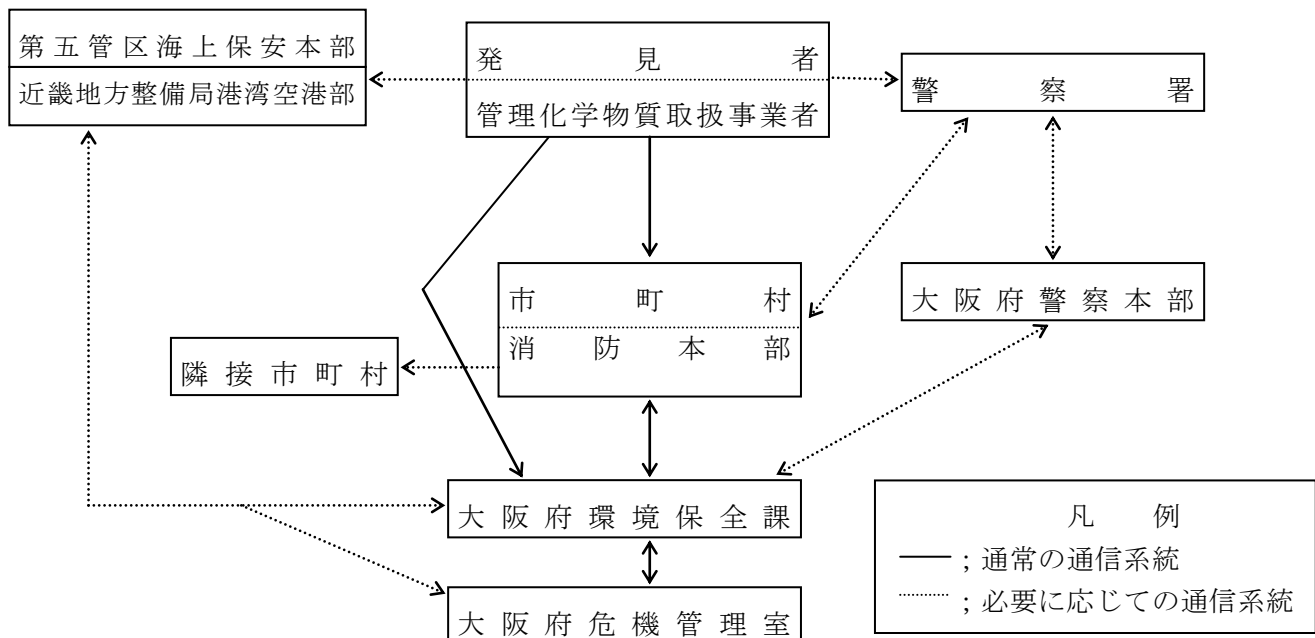 第五管区海上保安本部
近畿地方整備局港湾空港部
発見者
管理化学物質取扱事業者
警察署
市町村
消防本部
大阪府警察本部
隣接市町村
大阪府環境保全課
大阪府危機管理室
凡例
；通常の通信系統
；必要に応じての通信系統